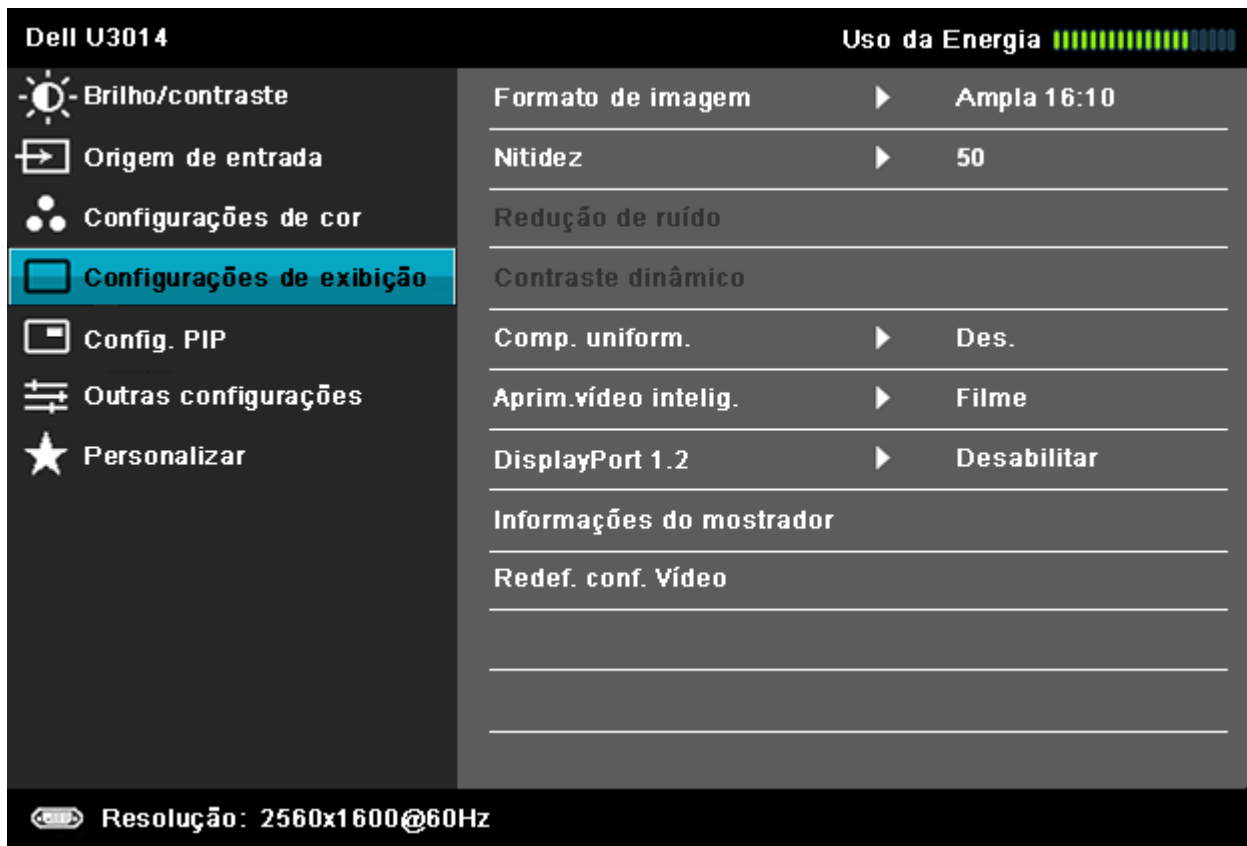 Dell U3014
Uso da Energia
Brilho/contraste
Origem de entrada
Configurações de cor
Configurações de exibição
Config. PIP
Outras configurações
Personalizar
Formato de imagem Ampla 16:10
Nitidez 50
Redução de ruído
Contraste dinâmico
Comp. uniform. Des.
Aprim.vídeo intelig. Filme
DisplayPort 1.2 Desabilitar
Informações do mostrador
Redef. conf. Vídeo
Resolução: 2560x1600@60Hz